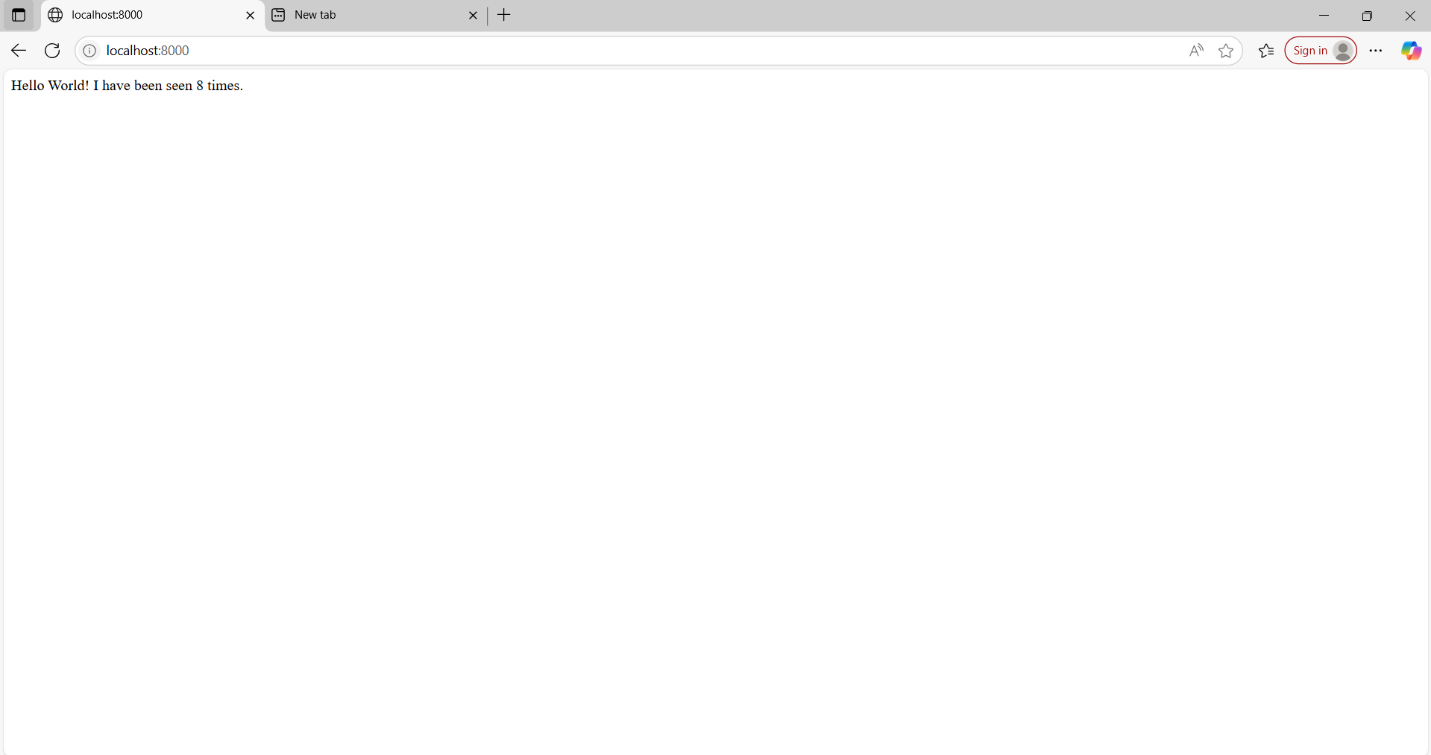 localhost:8000
New tab
localhost:8000
A
Sign in
Hello World! I have been seen 8 times.